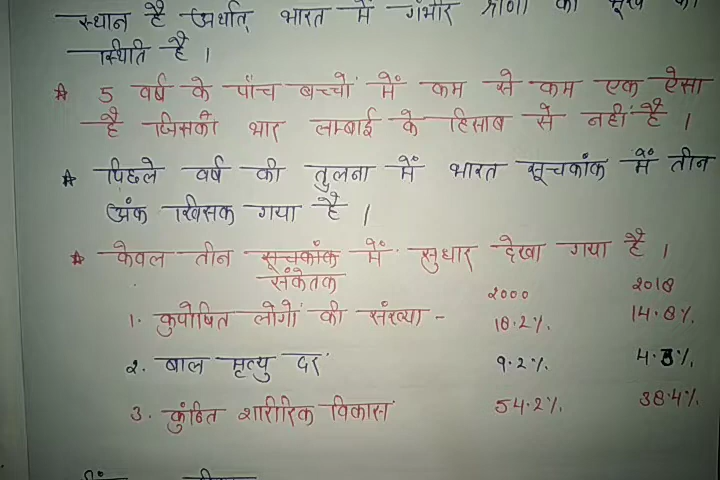 स्थान है अर्थात् भारत में गंभीर श्रेणी की भूख की
स्थिति है ।
* 5 वर्ष के पाँच बच्चों में कम से कम एक ऐसा
है जिसकी भार लम्बाई के हिसाब से नहीं है ।
* पिछले वर्ष की तुलना में भारत सूचकांक में तीन
अंक खिसक गया है ।
* केवल तीन सूचकांक में सुधार देखा गया है ।
संकेतक
2000 2018
1. कुपोषित लोगों की संख्या - 18.2%. 14.8%.
2. बाल मृत्यु दर 9.2%. 4.3%.
3. कुंठित शारीरिक विकास 54.2%. 38.4%.